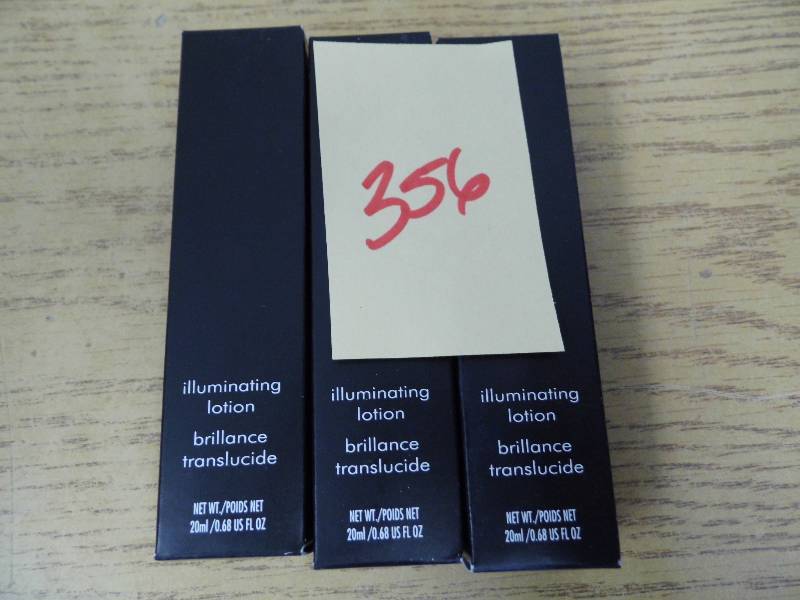 356
illuminating
lotion
brillance
translucide
NET WT./POIDS NET
20ml/0.68 US FL OZ
illuminating
lotion
brillance
translucide
NET WT./POIDS NET
20ml/0.68 US FL OZ
illuminating
lotion
brillance
translucide
NET WT./POIDS NET
20ml/0.68 US FL OZ